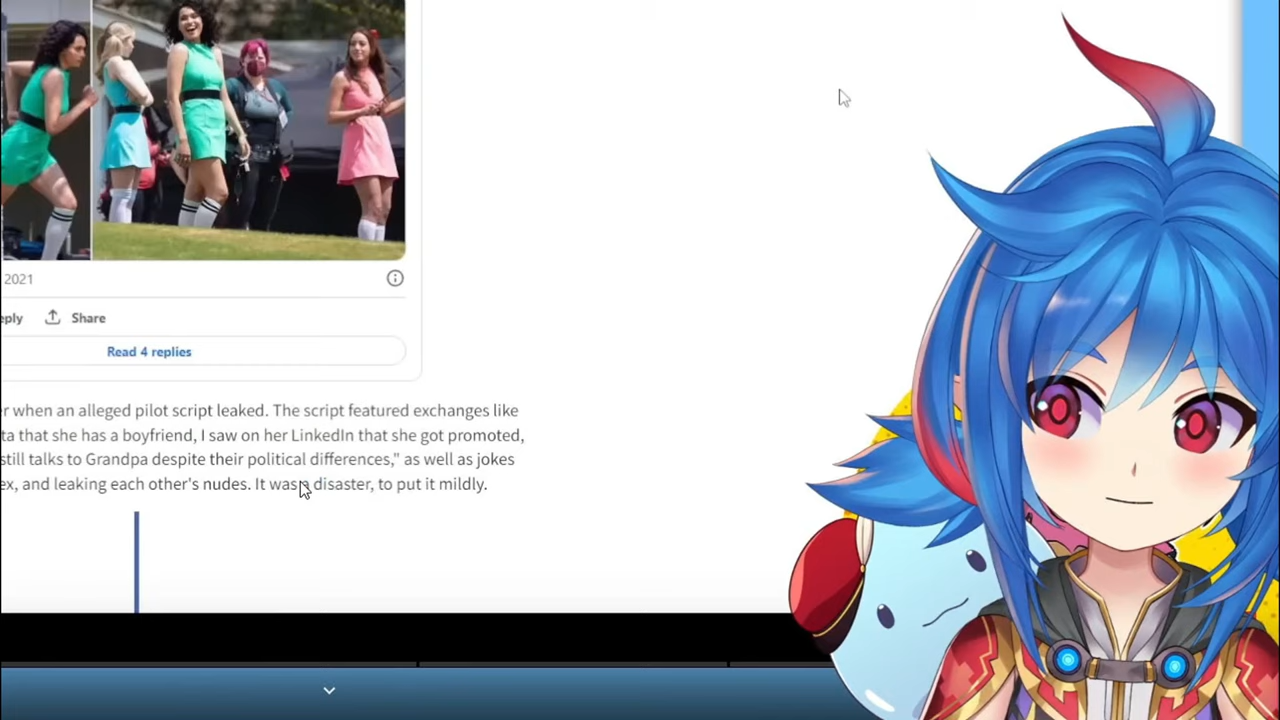 2021
eply Share
Read 4 replies
er when an alleged pilot script leaked. The script featured exchanges like
ta that she has a boyfriend, I saw on her LinkedIn that she got promoted,
still talks to Grandpa despite their political differences," as well as jokes
ex, and leaking each other's nudes. It was a disaster, to put it mildly.